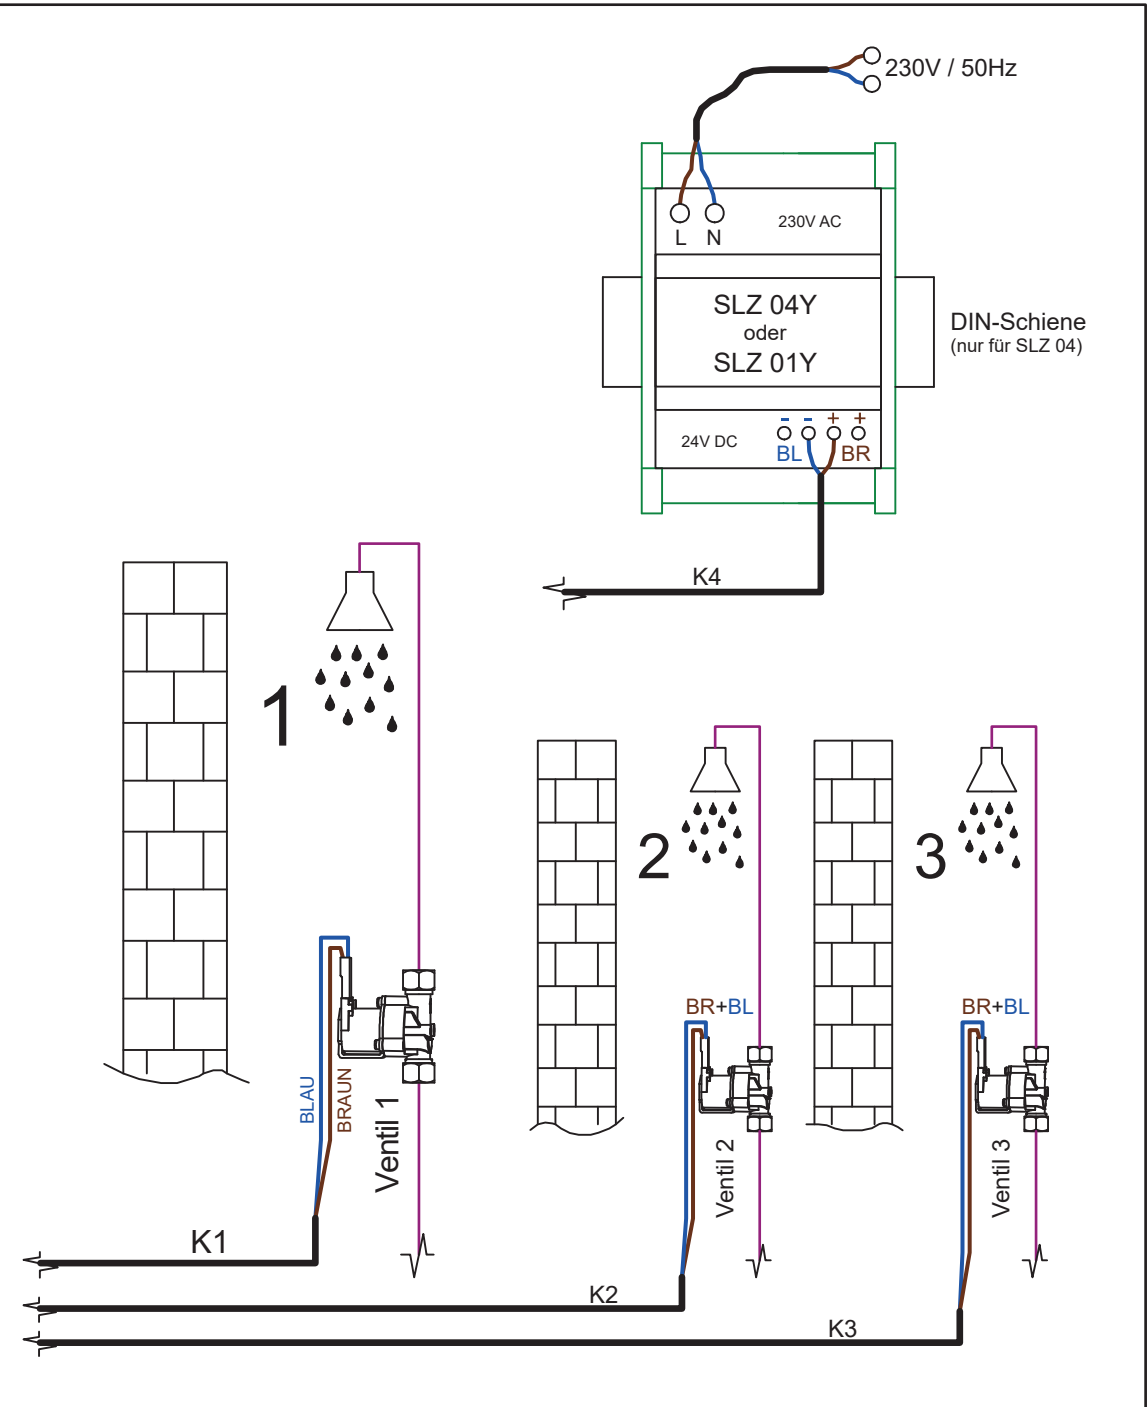 230V / 50Hz
L N
230V AC
SLZ 04Y
oder
SLZ 01Y
DIN-Schiene
(nur für SLZ 04)
- - + +
24V DC
BL BR
K4
1
2
3
BR+BL
BR+BL
BLAU
BRAUN
Ventil 1
Ventil 2
Ventil 3
K1
K2
K3